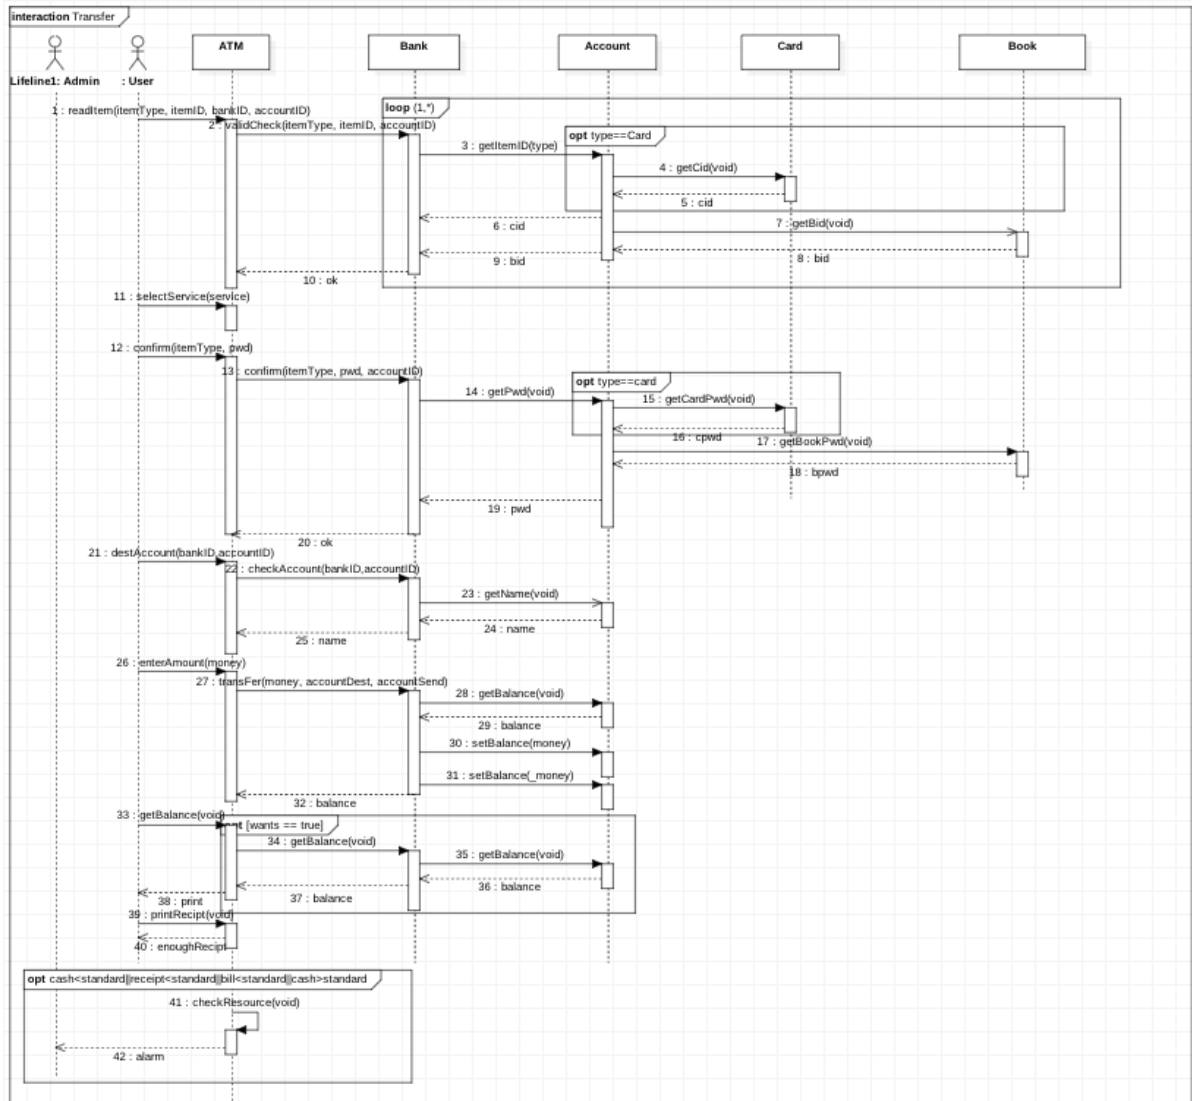 interaction Transfer
ATM
Bank
Account
Card
Book
Lifeline1: Admin
: User
1 : readItem(itemType, itemID, bankID, accountID)
loop (1,*)
2 : validCheck(itemType, itemID, accountID)
opt type==Card
3 : getItemID(type)
4 : getCid(void)
5 : cid
6 : cid
7 : getBid(void)
8 : bid
9 : bid
10 : ok
11 : selectService(service)
12 : confirm(itemType, pwd)
13 : confirm(itemType, pwd, accountID)
opt type==card
14 : getPwd(void)
15 : getCardPwd(void)
16 : cpwd
17 : getBookPwd(void)
18 : bpwd
19 : pwd
20 : ok
21 : destAccount(bankID,accountID)
22 : checkAccount(bankID,accountID)
23 : getName(void)
24 : name
25 : name
26 : enterAmount(money)
27 : transFer(money, accountDest, accountSend)
28 : getBalance(void)
29 : balance
30 : setBalance(money)
31 : setBalance(_money)
32 : balance
33 : getBalance(void)
opt [wants == true]
34 : getBalance(void)
35 : getBalance(void)
36 : balance
37 : balance
38 : print
39 : printRecipt(void)
40 : enoughRecipt
opt cash<standard||receipt<standard||bill<standard||cash>standard
41 : checkResource(void)
42 : alarm